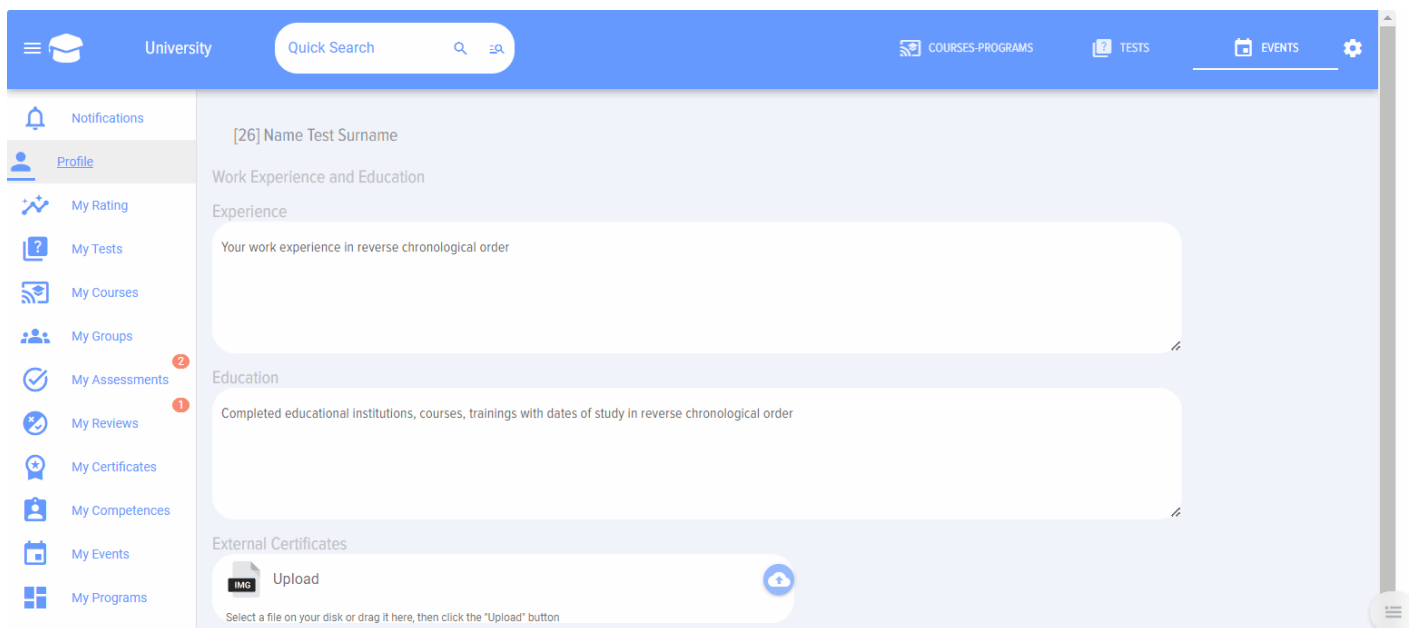 University
Quick Search
COURSES-PROGRAMS
? TESTS
EVENTS
Notifications
Profile
My Rating
? My Tests
My Courses
My Groups
2
My Assessments
1
My Reviews
My Certificates
My Competences
My Events
My Programs
[26] Name Test Surname
Work Experience and Education
Experience
Your work experience in reverse chronological order
Education
Completed educational institutions, courses, trainings with dates of study in reverse chronological order
External Certificates
IMG Upload
Select a file on your disk or drag it here, then click the "Upload" button